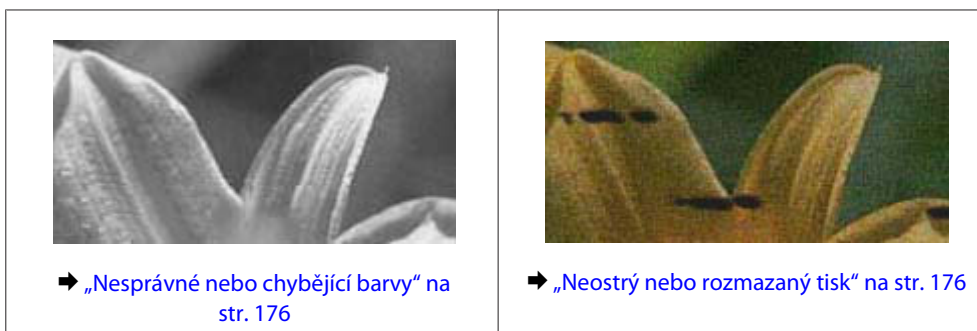 ➡ „Nesprávné nebo chybějící barvy“ na
str. 176
➡ „Neostrý nebo rozmazaný tisk“ na str. 176